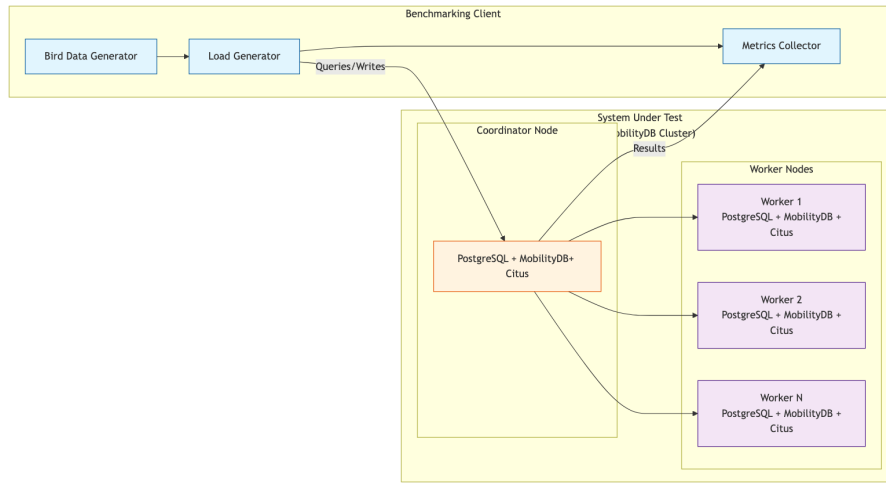 Benchmarking Client
Bird Data Generator
Load Generator
Metrics Collector
Queries/Writes
System Under Test
obilityDB Cluster)
Coordinator Node
Results
Worker Nodes
Worker 1
PostgreSQL + MobilityDB +
Citus
PostgreSQL + MobilityDB+
Citus
Worker 2
PostgreSQL + MobilityDB +
Citus
Worker N
PostgreSQL + MobilityDB +
Citus